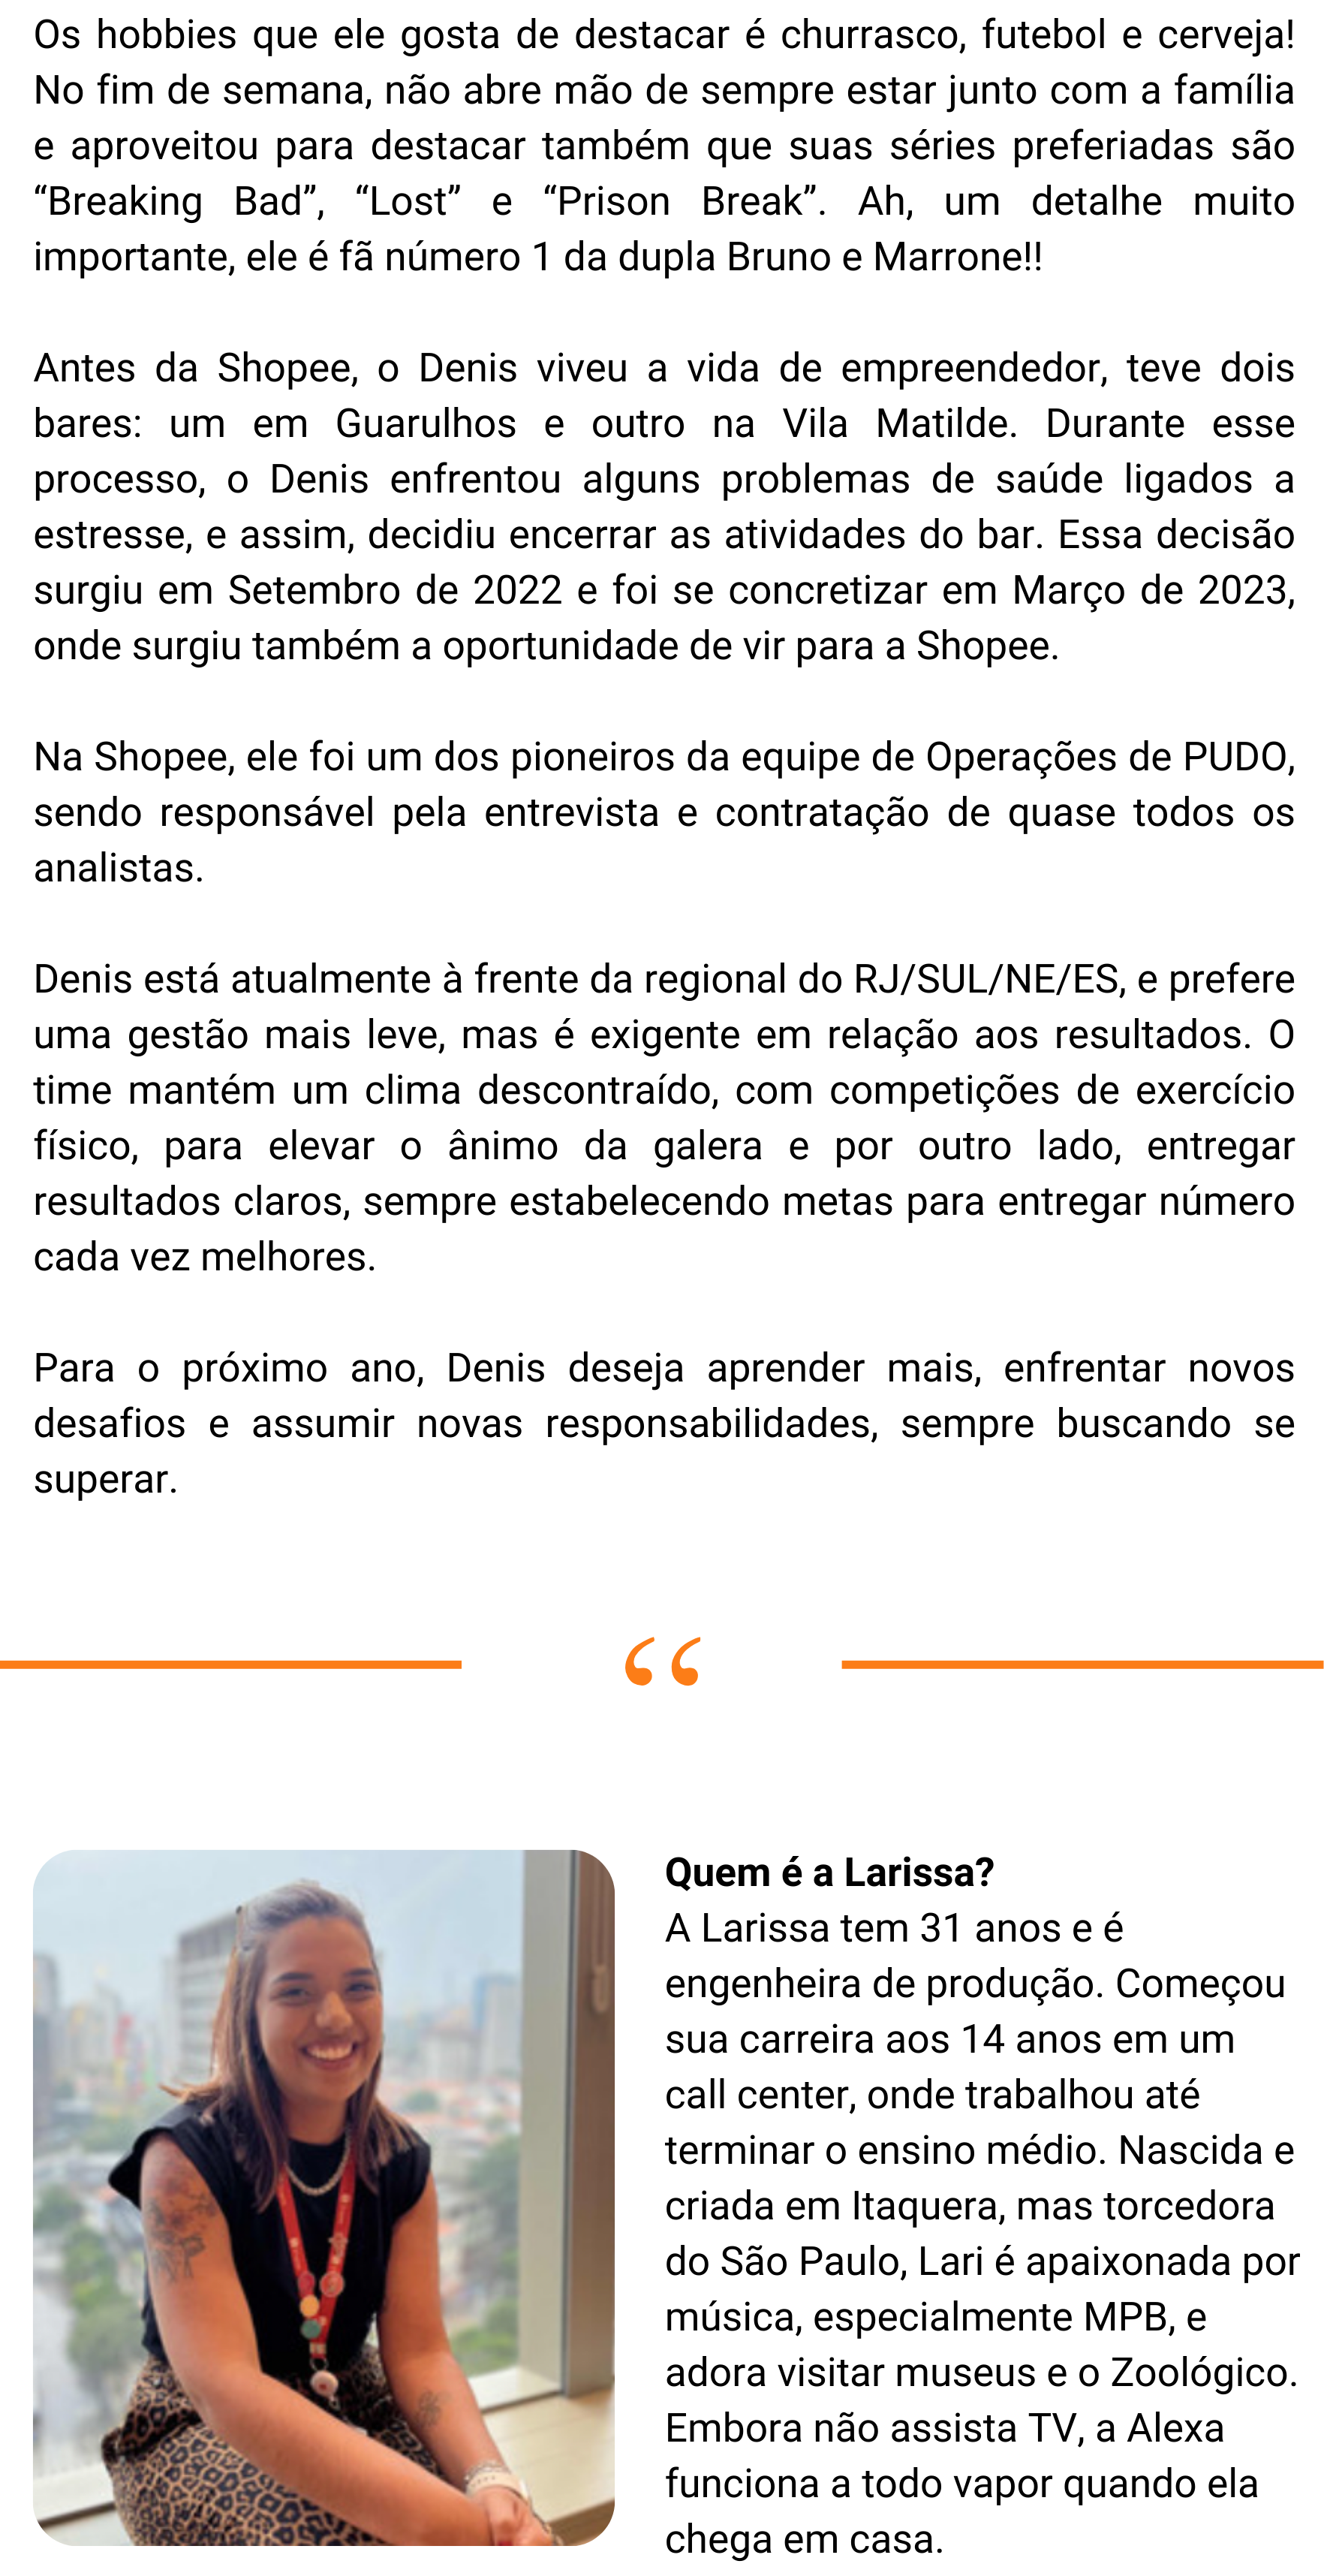 Os hobbies que ele gosta de destacar é churrasco, futebol e cerveja!
No fim de semana, não abre mão de sempre estar junto com a família
e aproveitou para destacar também que suas séries preferiadas são
“Breaking Bad”, “Lost” e “Prison Break”. Ah, um detalhe muito
importante, ele é fã número 1 da dupla Bruno e Marrone!!
Antes da Shopee, o Denis viveu a vida de empreendedor, teve dois
bares: um em Guarulhos e outro na Vila Matilde. Durante esse
processo, o Denis enfrentou alguns problemas de saúde ligados a
estresse, e assim, decidiu encerrar as atividades do bar. Essa decisão
surgiu em Setembro de 2022 e foi se concretizar em Março de 2023,
onde surgiu também a oportunidade de vir para a Shopee.
Na Shopee, ele foi um dos pioneiros da equipe de Operações de PUDO,
sendo responsável pela entrevista e contratação de quase todos os
analistas.
Denis está atualmente à frente da regional do RJ/SUL/NE/ES, e prefere
uma gestão mais leve, mas é exigente em relação aos resultados. O
time mantém um clima descontraído, com competições de exercício
físico, para elevar o ânimo da galera e por outro lado, entregar
resultados claros, sempre estabelecendo metas para entregar número
cada vez melhores.
Para o próximo ano, Denis deseja aprender mais, enfrentar novos
desafios e assumir novas responsabilidades, sempre buscando se
superar.
“
Quem é a Larissa?
A Larissa tem 31 anos e é
engenheira de produção. Começou
sua carreira aos 14 anos em um
call center, onde trabalhou até
terminar o ensino médio. Nascida e
criada em Itaquera, mas torcedora
do São Paulo, Lari é apaixonada por
música, especialmente MPB, e
adora visitar museus e o Zoológico.
Embora não assista TV, a Alexa
funciona a todo vapor quando ela
chega em casa.